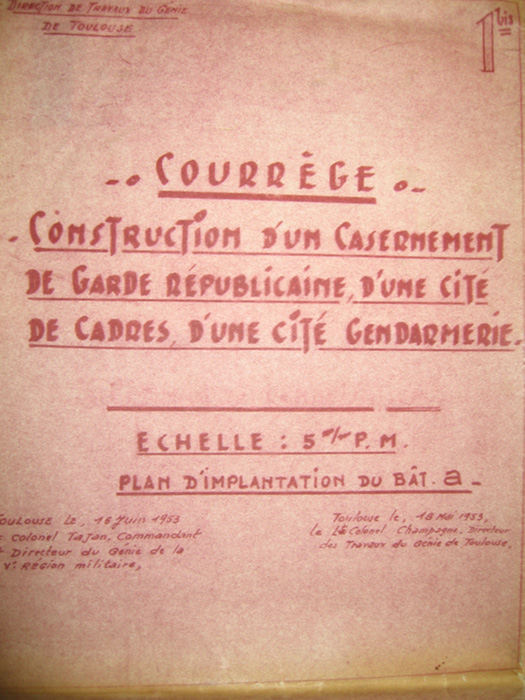 DIRECTION DE TRAVAUX DU GÉNIE
DE TOULOUSE
1bis
COURRÈGE
CONSTRUCTION D'UN CASERNEMENT
DE GARDE RÉPUBLICAINE, D'UNE CITÉ
DE CADRES, D'UNE CITÉ GENDARMERIE.
ECHELLE : 5 m/m P. M.
PLAN D'IMPLANTATION DU BÂT. a
TOULOUSE LE, 16 Juin 1953
Colonel Tajan, Commandant
Directeur du Génie de la
Ve REGION militaire,
Toulouse le, 18 Mai 1953,
le Lt Colonel Champagne, Directeur
des Travaux du Génie de Toulouse,